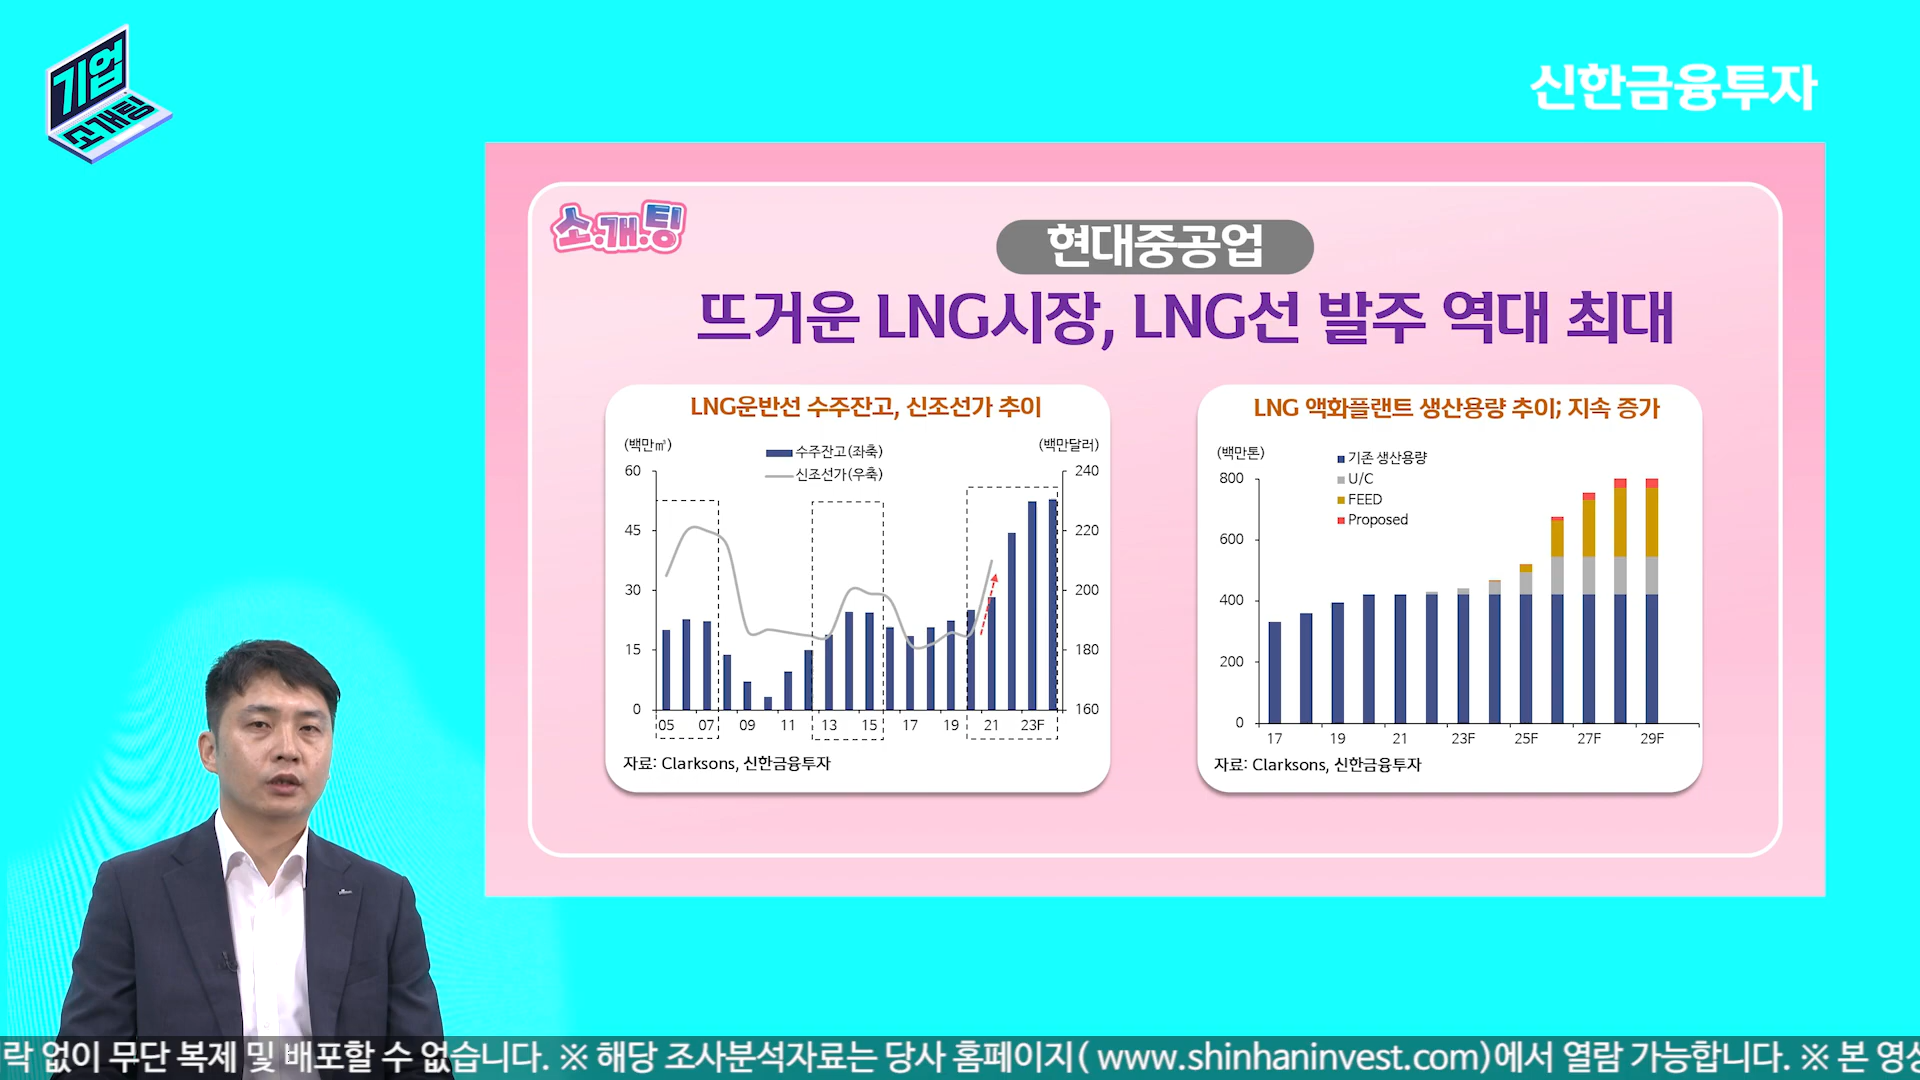 기업
소개팅
신한금융투자
소.개.팅
현대중공업
뜨거운 LNG시장, LNG선 발주 역대 최대
LNG운반선 수주잔고, 신조선가 추이
(백만㎥)
(백만달러)
수주잔고(좌축)
신조선가(우축)
60
45
30
15
0
240
220
200
180
160
05 07 09 11 13 15 17 19 21 23F
자료: Clarksons, 신한금융투자
LNG 액화플랜트 생산용량 추이; 지속 증가
(백만톤)
기존 생산용량
U/C
FEED
Proposed
800
600
400
200
0
17 19 21 23F 25F 27F 29F
자료: Clarksons, 신한금융투자
락 없이 무단 복제 및 배포할 수 없습니다. ※ 해당 조사분석자료는 당사 홈페이지( www.shinhaninvest.com)에서 열람 가능합니다. ※ 본 영상